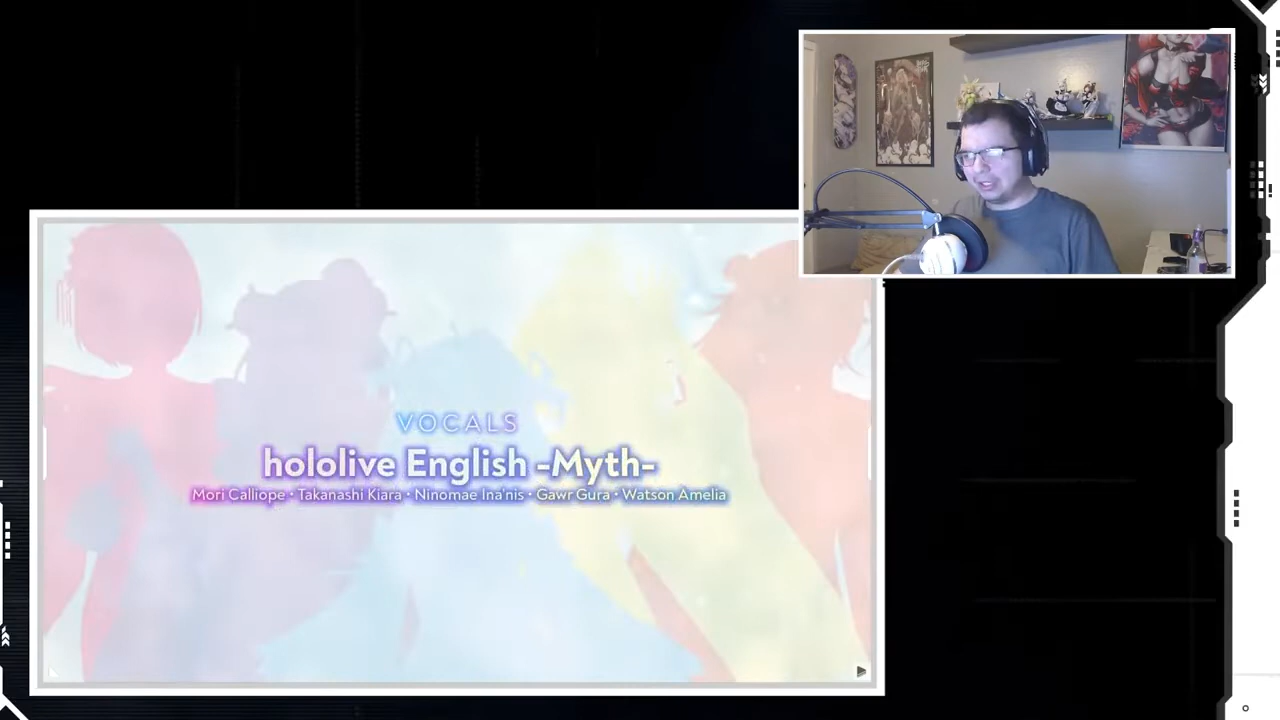 VOCALS
hololive English -Myth-
Mori Calliope • Takanashi Kiara • Ninomae Ina'nis • Gawr Gura • Watson Amelia